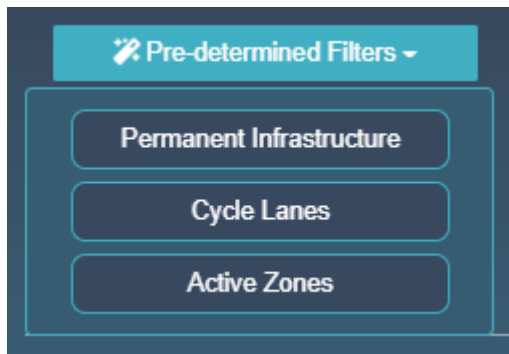 Pre-determined Filters
Permanent Infrastructure
Cycle Lanes
Active Zones